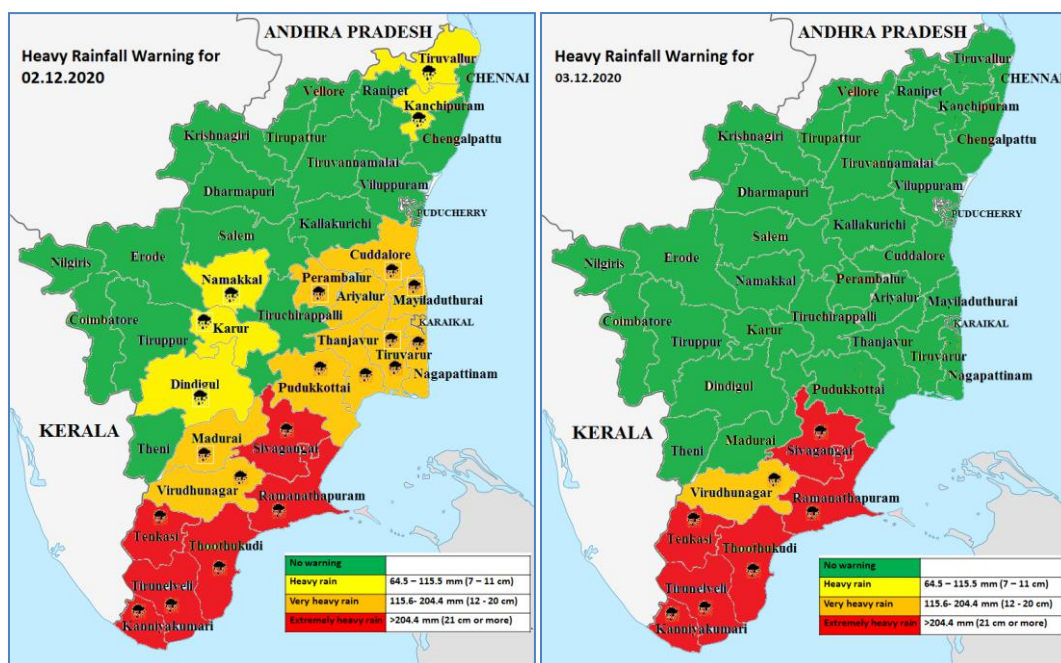 ANDHRA PRADESH
Heavy Rainfall Warning for
02.12.2020
Tiruvallur
CHENNAI
Vellore
Ranipet
Kanchipuram
Krishnagiri
Tirupattur
Chengalpattu
Tiruvannamalai
Dharmapuri
Viluppuram
PUDUCHERRY
Kallakurichi
Salem
Cuddalore
Nilgiris
Erode
Namakkal
Perambalur
Ariyalur
Mayiladuthurai
Coimbatore
Tiruchirappalli
KARAIKAL
Karur
Tiruppur
Thanjavur
Tiruvarur
Nagapattinam
Dindigul
Pudukkottai
KERALA
Madurai
Theni
Sivagangai
Virudhunagar
Ramanathapuram
Tenkasi
Thoothukudi
Tirunelveli
Kanniyakumari
No warning
Heavy rain 64.5 – 115.5 mm (7 – 11 cm)
Very heavy rain 115.6- 204.4 mm (12 - 20 cm)
Extremely heavy rain >204.4 mm (21 cm or more)
ANDHRA PRADESH
Heavy Rainfall Warning for
03.12.2020
Tiruvallur
CHENNAI
Vellore
Ranipet
Kanchipuram
Krishnagiri
Tirupattur
Chengalpattu
Tiruvannamalai
Dharmapuri
Viluppuram
PUDUCHERRY
Kallakurichi
Salem
Cuddalore
Nilgiris
Erode
Namakkal
Perambalur
Ariyalur
Mayiladuthurai
Coimbatore
Tiruchirappalli
KARAIKAL
Karur
Tiruppur
Thanjavur
Tiruvarur
Nagapattinam
Dindigul
Pudukkottai
KERALA
Madurai
Theni
Sivagangai
Virudhunagar
Ramanathapuram
Tenkasi
Thoothukudi
Tirunelveli
Kanniyakumari
No warning
Heavy rain 64.5 – 115.5 mm (7 – 11 cm)
Very heavy rain 115.6- 204.4 mm (12 - 20 cm)
Extremely heavy rain >204.4 mm (21 cm or more)